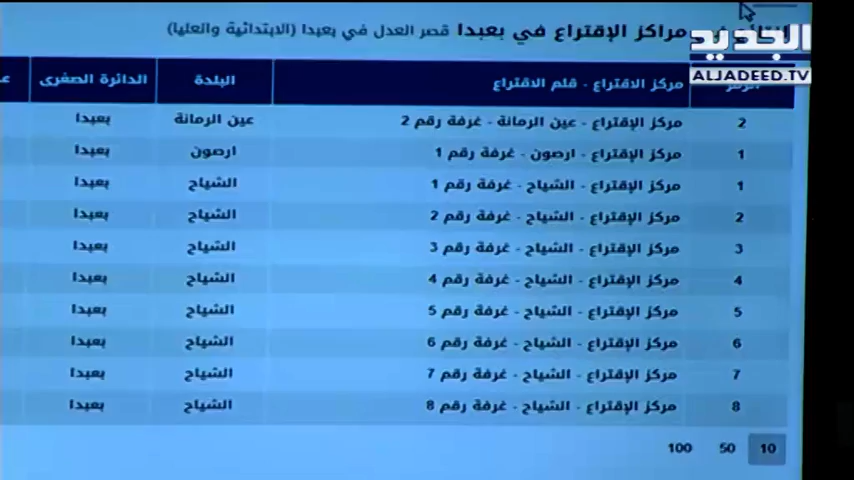 مراكز الإقتراع في بعبدا قصر العدل في بعبدا (الابتدائية والعليا)
الجديد
ALJADEED.TV
مركز الاقتراع - قلم الاقتراع البلدة الدائرة الصغرى
2 مركز الإقتراع - عين الرمانة - غرفة رقم 2 عين الرمانة بعبدا
1 مركز الإقتراع - ارصون - غرفة رقم 1 ارصون بعبدا
1 مركز الإقتراع - الشياح - غرفة رقم 1 الشياح بعبدا
2 مركز الإقتراع - الشياح - غرفة رقم 2 الشياح بعبدا
3 مركز الإقتراع - الشياح - غرفة رقم 3 الشياح بعبدا
4 مركز الإقتراع - الشياح - غرفة رقم 4 الشياح بعبدا
5 مركز الإقتراع - الشياح - غرفة رقم 5 الشياح بعبدا
6 مركز الإقتراع - الشياح - غرفة رقم 6 الشياح بعبدا
7 مركز الإقتراع - الشياح - غرفة رقم 7 الشياح بعبدا
8 مركز الإقتراع - الشياح - غرفة رقم 8 الشياح بعبدا
10 50 100